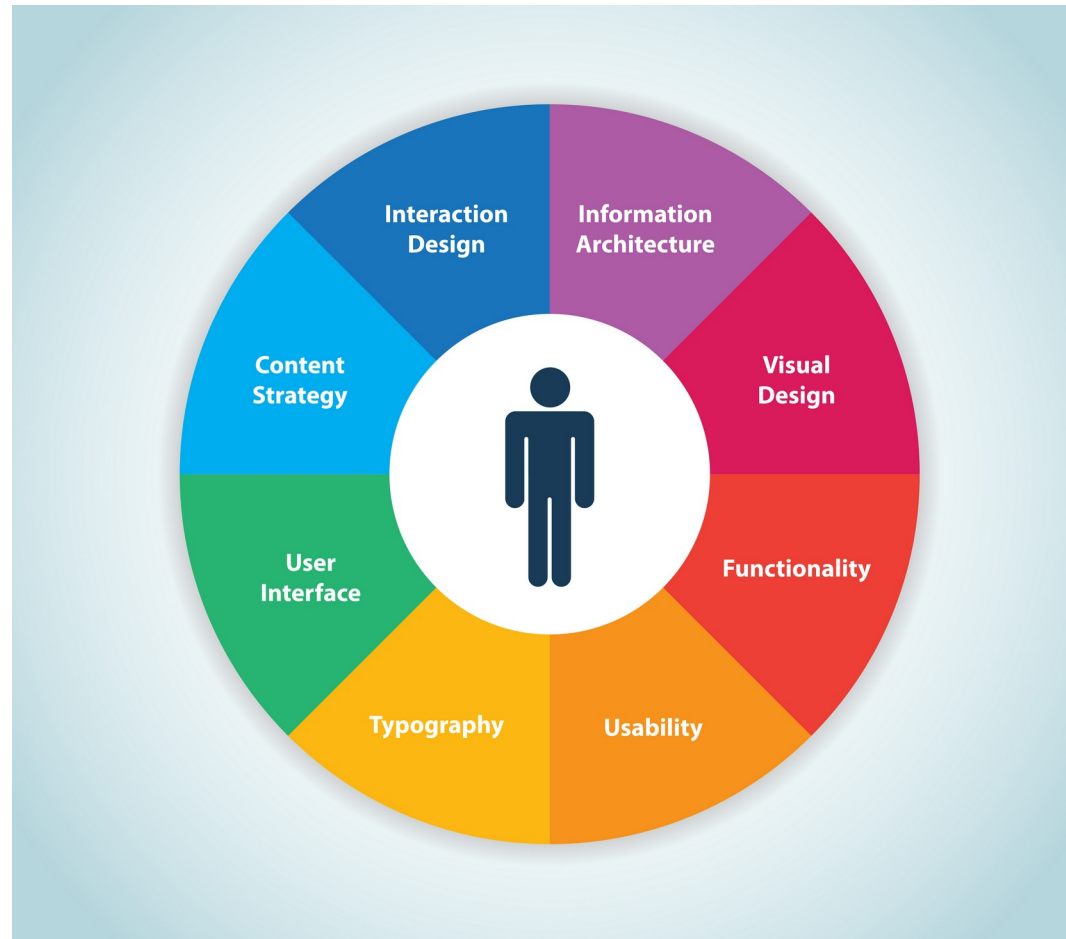 Interaction
Design
Information
Architecture
Visual
Design
Functionality
Usability
Typography
User
Interface
Content
Strategy